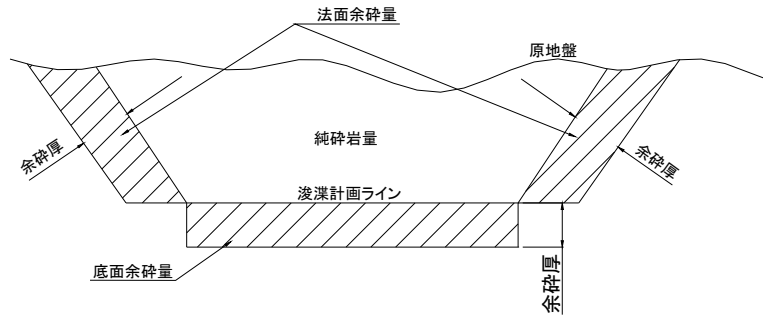 法面余砕量
原地盤
余砕厚
純砕岩量
余砕厚
浚渫計画ライン
底面余砕量
余砕厚